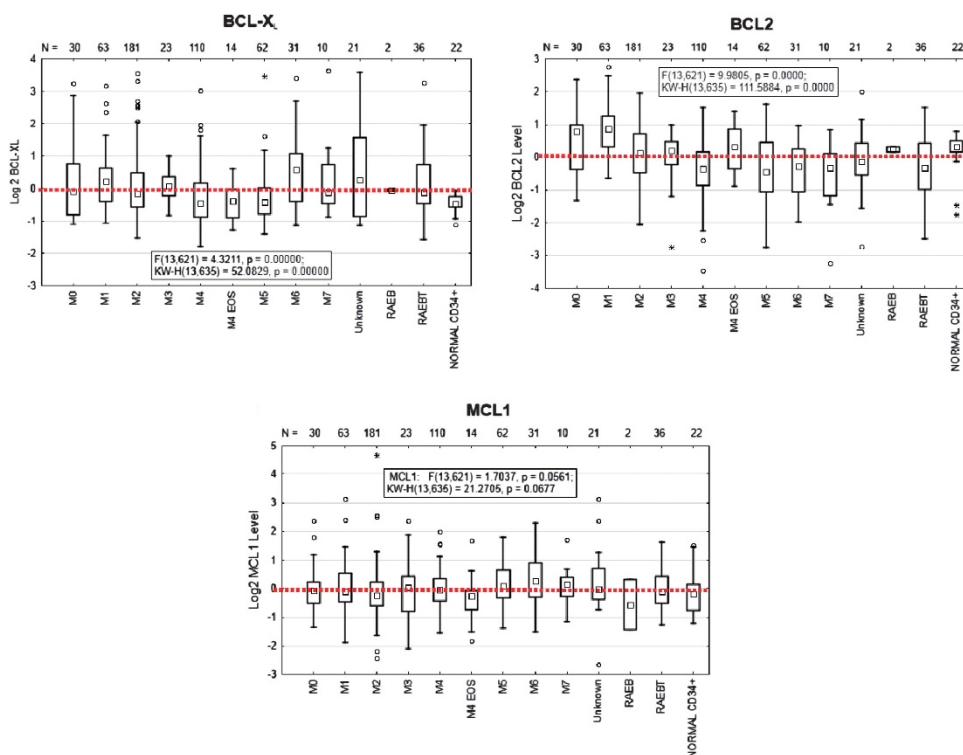 BCL-XL
N = 30 63 181 23 110 14 62 31 10 21 2 36 22
Log 2 BCL-XL
4
3
2
1
0
-1
-2
-3
F(13,621) = 4.3211, p = 0.00000;
KW-H(13,635) = 52.0829, p = 0.00000
M0 M1 M2 M3 M4 M4 EOS M5 M6 M7 Unknown RAEB RAEBT NORMAL CD34+
BCL2
N = 30 63 181 23 110 14 62 31 10 21 2 36 22
Log2 BCL2 Level
3
2
1
0
-1
-2
-3
-4
F(13,621) = 9.9805, p = 0.0000;
KW-H(13,635) = 111.5884, p = 0.0000
M0 M1 M2 M3 M4 M4 EOS M5 M6 M7 Unknown RAEB RAEBT NORMAL CD34+
MCL1
N = 30 63 181 23 110 14 62 31 10 21 2 36 22
Log2 MCL 1 Level
5
4
3
2
1
0
-1
-2
-3
MCL1: F(13,621) = 1.7037, p = 0.0561;
KW-H(13,635) = 21.2705, p = 0.0677
M0 M1 M2 M3 M4 M4 EOS M5 M6 M7 Unknown RAEB RAEBT NORMAL CD34+